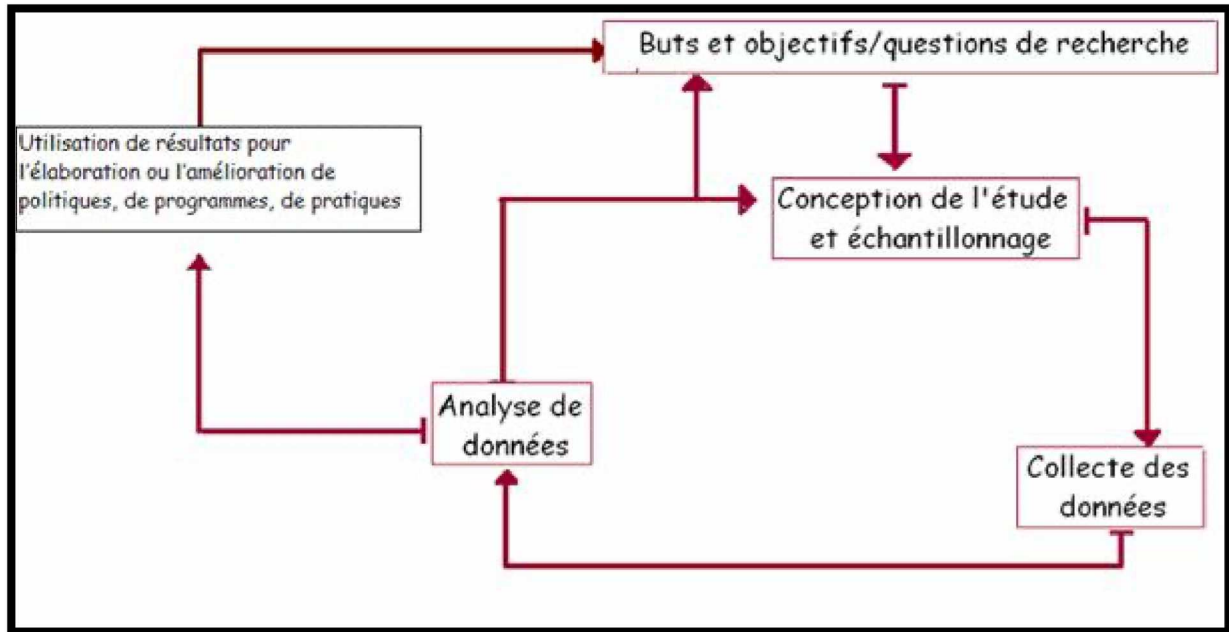 Buts et objectifs/questions de recherche
Utilisation de résultats pour
l'élaboration ou l'amélioration de
politiques, de programmes, de pratiques
Conception de l'étude
et échantillonnage
Analyse de
données
Collecte des
données